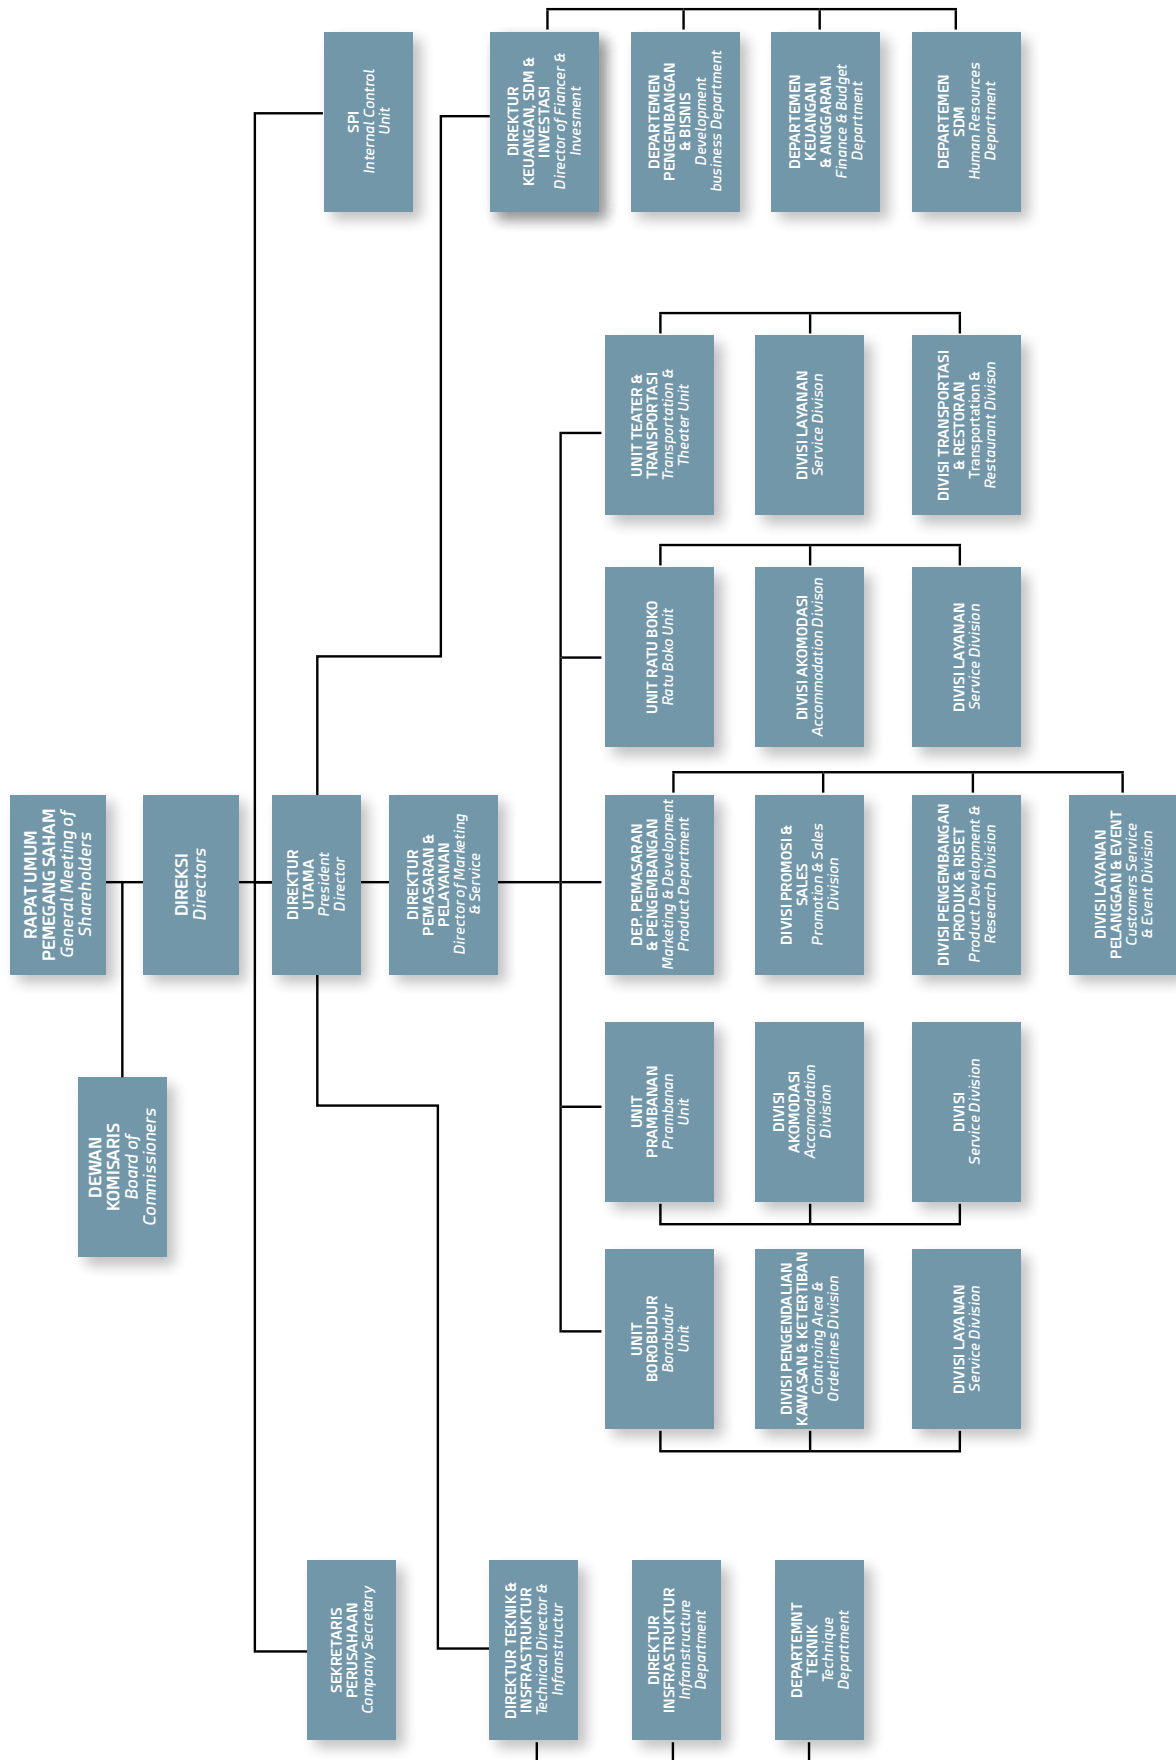 RAPAT UMUM
PEMEGANG SAHAM
General Meeting of
Shareholders
DEWAN
KOMISARIS
Board of
Commissioners
DIREKSI
Directors
SEKRETARIS
PERUSAHAAN
Company Secretary
DIREKTUR
UTAMA
President
Director
SPI
Internal Control
Unit
DIREKTUR TEKNIK &
INSFRASTRUKTUR
Technical Director &
Infranstructur
DIREKTUR
PEMASARAN &
PELAYANAN
Director of Marketing
& Service
DIREKTUR
KEUANGAN, SDM &
INVESTASI
Director of Fiancer &
Invesment
DIREKTUR
INSFRASTRUKTUR
Infranstructure
Department
DEPARTEMNT
TEKNIK
Technique
Department
UNIT
BOROBUDUR
Borobudur
Unit
DIVISI PENGENDALIAN
KAWASAN & KETERTIBAN
Controing Area &
Orderlines Division
DIVISI LAYANAN
Service Division
UNIT
PRAMBANAN
Prambanan
Unit
DIVISI
AKOMODASI
Accomodation
Division
DIVISI
Service Division
DEP. PEMASARAN
& PENGEMBANGAN
Marketing & Development
Product Department
DIVISI PROMOSI &
SALES
Promotion & Sales
Division
DIVISI PENGEMBANGAN
PRODUK & RISET
Product Development &
Research Division
DIVISI LAYANAN
PELANGGAN & EVENT
Customers Service
& Event Division
UNIT RATU BOKO
Ratu Boko Unit
DIVISI AKOMODASI
Accommodation Divison
DIVISI LAYANAN
Service Division
UNIT TEATER &
TRANSPORTASI
Transportation &
Theater Unit
DIVISI LAYANAN
Service Divison
DIVISI TRANSPORTASI
& RESTORAN
Transportation &
Restaurant Divison
DEPARTEMEN
PENGEMBANGAN
& BISNIS
Development
business Department
DEPARTEMEN
KEUANGAN
& ANGGARAN
Finance & Budget
Department
DEPARTEMEN
SDM
Human Resources
Department